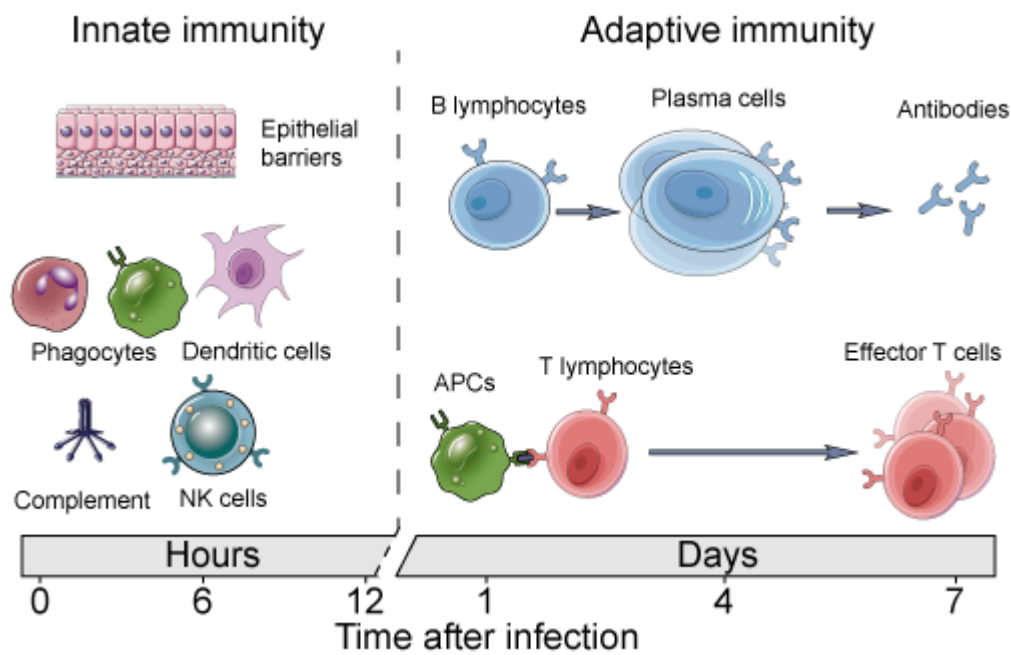 Innate immunity
Adaptive immunity
Epithelial
barriers
B lymphocytes
Plasma cells
Antibodies
Phagocytes
Dendritic cells
Complement
NK cells
APCs
T lymphocytes
Effector T cells
Hours
Days
0
6
12
1
4
7
Time after infection